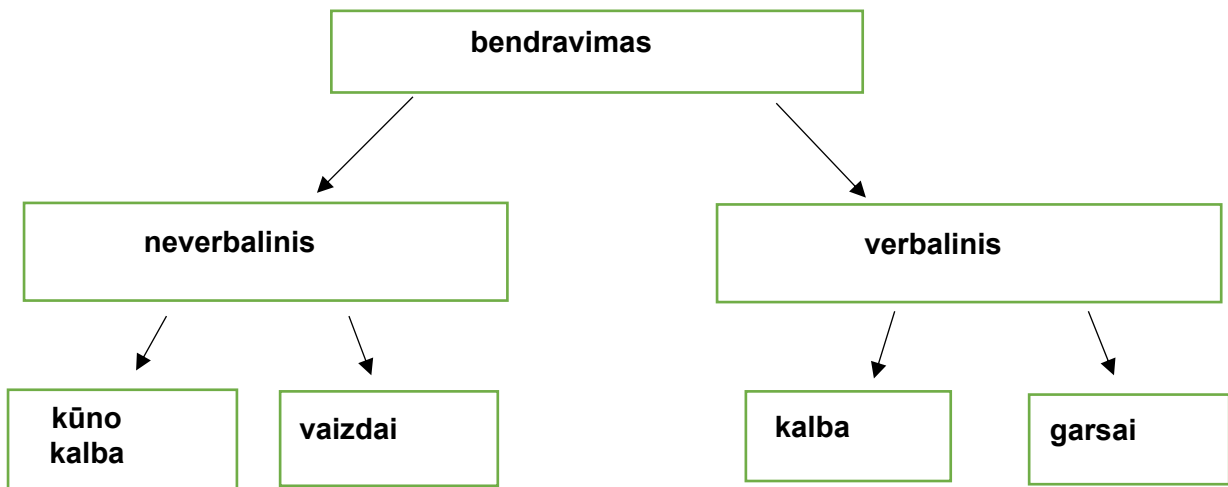 bendravimas
neverbalinis
verbalinis
kūno
kalba
vaizdai
kalba
garsai